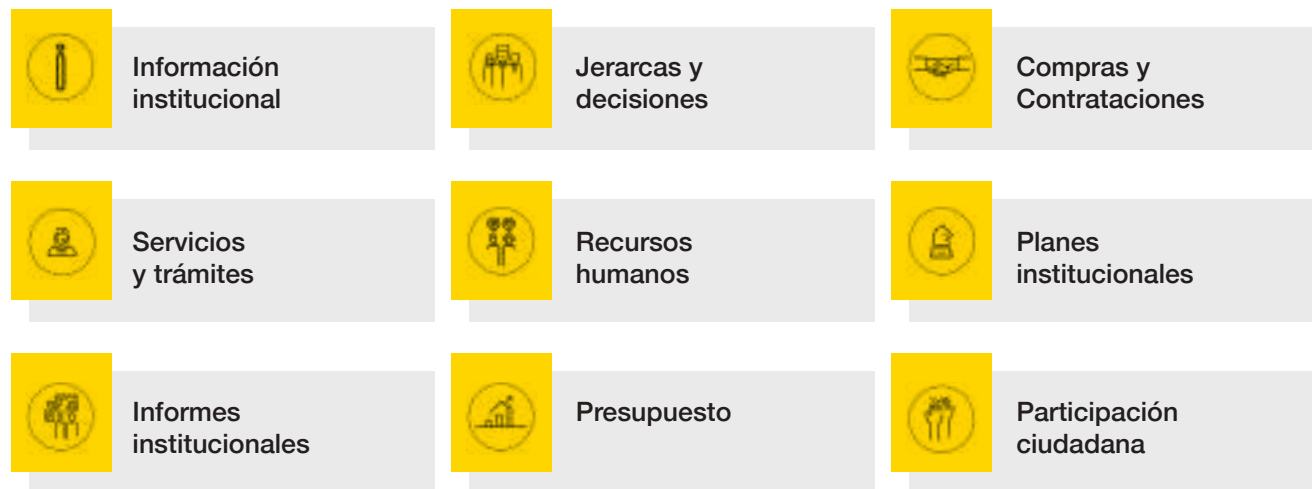 Información
institucional
Jerarcas y
decisiones
Compras y
Contrataciones
Servicios
y trámites
Recursos
humanos
Planes
institucionales
Informes
institucionales
Presupuesto
Participación
ciudadana